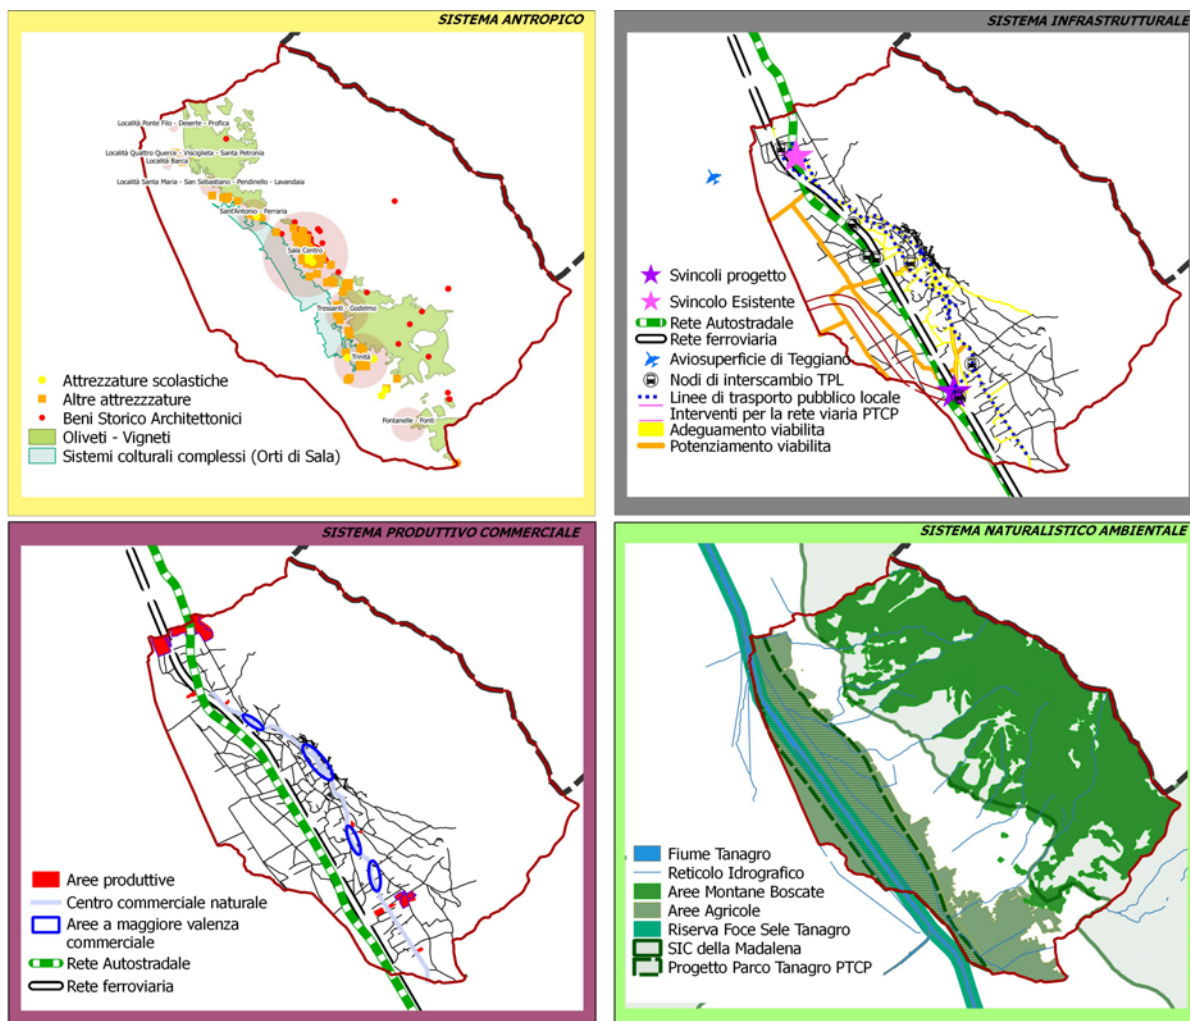 SISTEMA ANTROPICO
Località Ponte Filo - Deserte - Profica
Località Quattro Querce - Visciglieta - Santa Petronia
Località Barca
Località Santa Maria - San Sebastiano - Pendinello - Lavandaia
Sant'Antonio - Ferraria
Sala Centro
Tressanti - Godelmo
Trinità
Fontanelle - Fonti
Attrezzature scolastiche
Altre attrezzzature
Beni Storico Architettonici
Oliveti - Vigneti
Sistemi colturali complessi (Orti di Sala)
SISTEMA INFRASTRUTTURALE
Svincoli progetto
Svincolo Esistente
Rete Autostradale
Rete ferroviaria
Aviosuperficie di Teggiano
Nodi di interscambio TPL
Linee di trasporto pubblico locale
Interventi per la rete viaria PTCP
Adeguamento viabilita
Potenziamento viabilita
SISTEMA PRODUTTIVO COMMERCIALE
Aree produttive
Centro commerciale naturale
Aree a maggiore valenza
commerciale
Rete Autostradale
Rete ferroviaria
SISTEMA NATURALISTICO AMBIENTALE
Fiume Tanagro
Reticolo Idrografico
Aree Montane Boscate
Aree Agricole
Riserva Foce Sele Tanagro
SIC della Madalena
Progetto Parco Tanagro PTCP